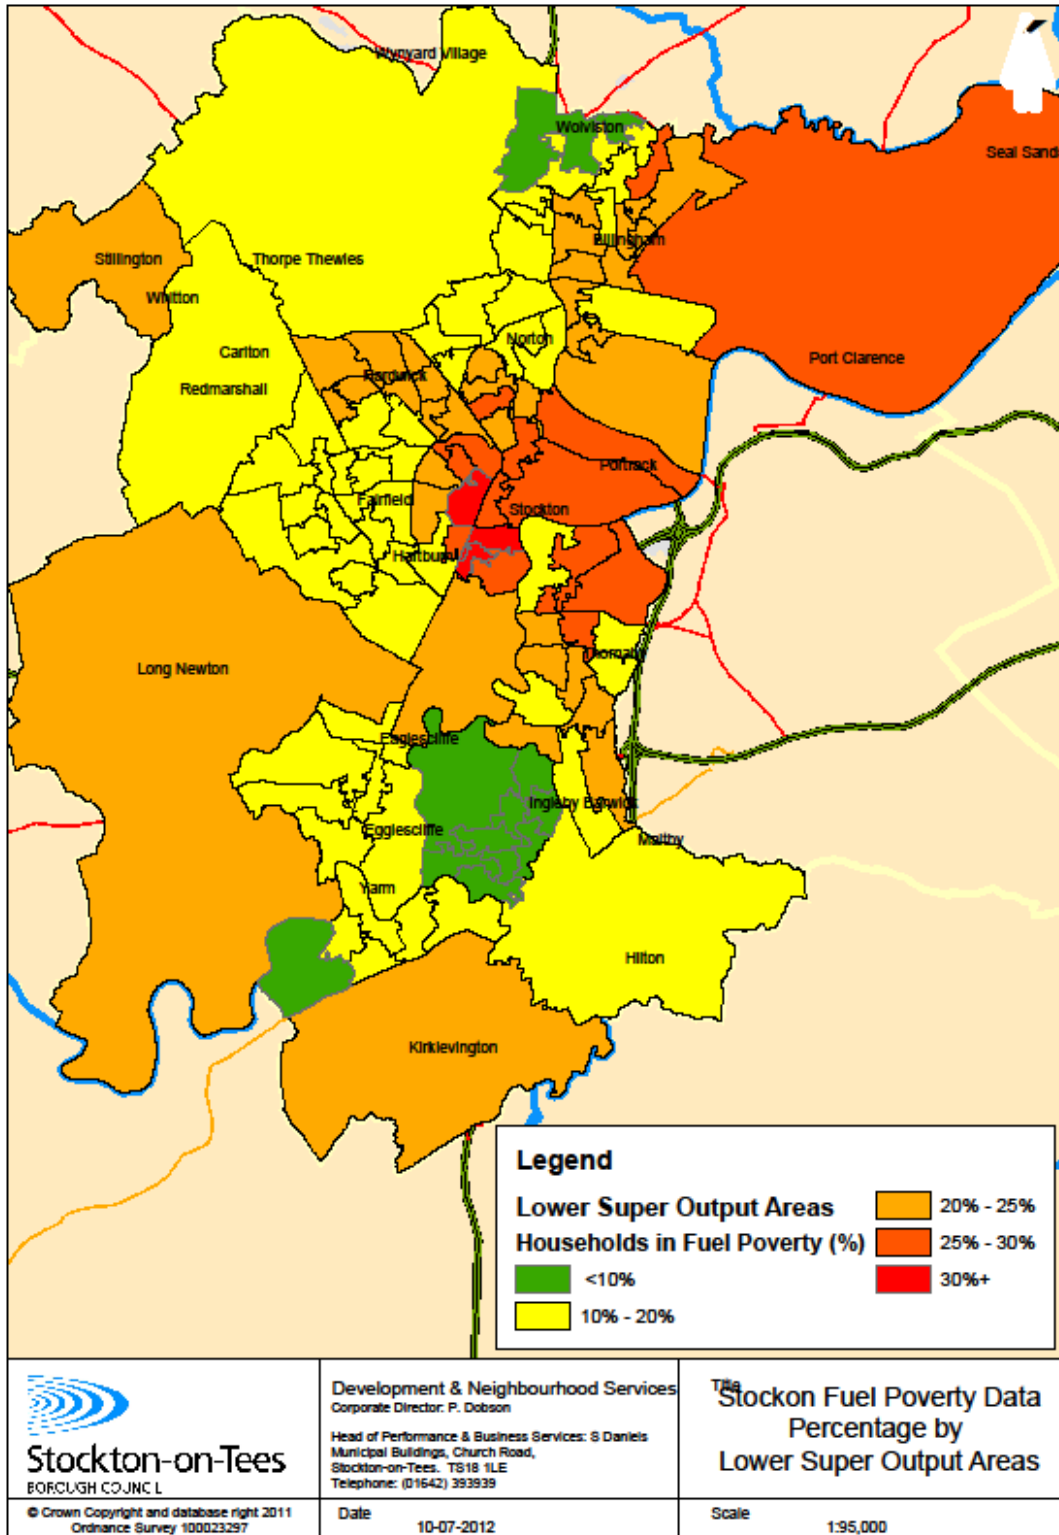 Wynyard Village
Wolviston
Seal Sands
Billingham
Stillington
Thorpe Thewles
Whitton
Norton
Carlton
Port Clarence
Hardwick
Redmarshall
Portrack
Fairfield
Stockton
Hartburn
Thornaby
Long Newton
Eaglescliffe
Ingleby Barwick
Egglescliffe
Maltby
Yarm
Hilton
Kirklevington
Legend
Lower Super Output Areas
Households in Fuel Poverty (%)
<10%
10% - 20%
20% - 25%
25% - 30%
30%+
Stockton-on-Tees
BOROUGH COUNCIL
© Crown Copyright and database right 2011
Ordnance Survey 100023297
Development & Neighbourhood Services
Corporate Director: P. Dobson
Head of Performance & Business Services: S Daniels
Municipal Buildings, Church Road,
Stockton-on-Tees. TS18 1LE
Telephone: (01642) 393939
Date
10-07-2012
Title
Stockon Fuel Poverty Data
Percentage by
Lower Super Output Areas
Scale
1:95,000